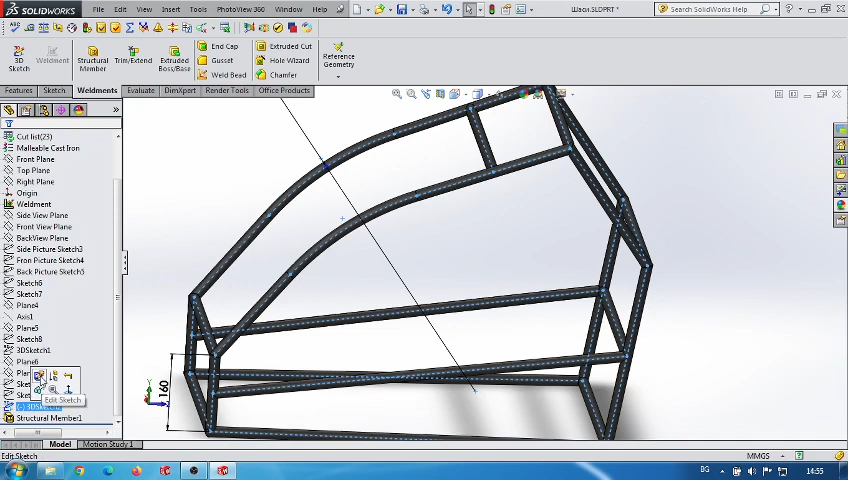 SOLIDWORKS File Edit View Insert Tools PhotoView 360 Window Help Шаси.SLDPRT * Search SolidWorks Help
3D Sketch Weldment Structural Member Trim/Extend Extruded Boss/Base End Cap Extruded Cut Reference Geometry
Gusset Hole Wizard
Weld Bead Chamfer
Features Sketch Weldments Evaluate DimXpert Render Tools Office Products
Cut list(23)
Malleable Cast Iron
Front Plane
Top Plane
Right Plane
Origin
Weldment
Side View Plane
Front View Plane
BackView Plane
Side Picture Sketch3
Fron Picture Sketch4
Back Picture Sketch5
Sketch6
Sketch7
Plane4
Axis1
Plane5
Sketch8
3DSketch1
Plane6
Edit Sketch
Structural Member1
160
Y
Model Motion Study 1
Edit Sketch MMGS
BG 14:55